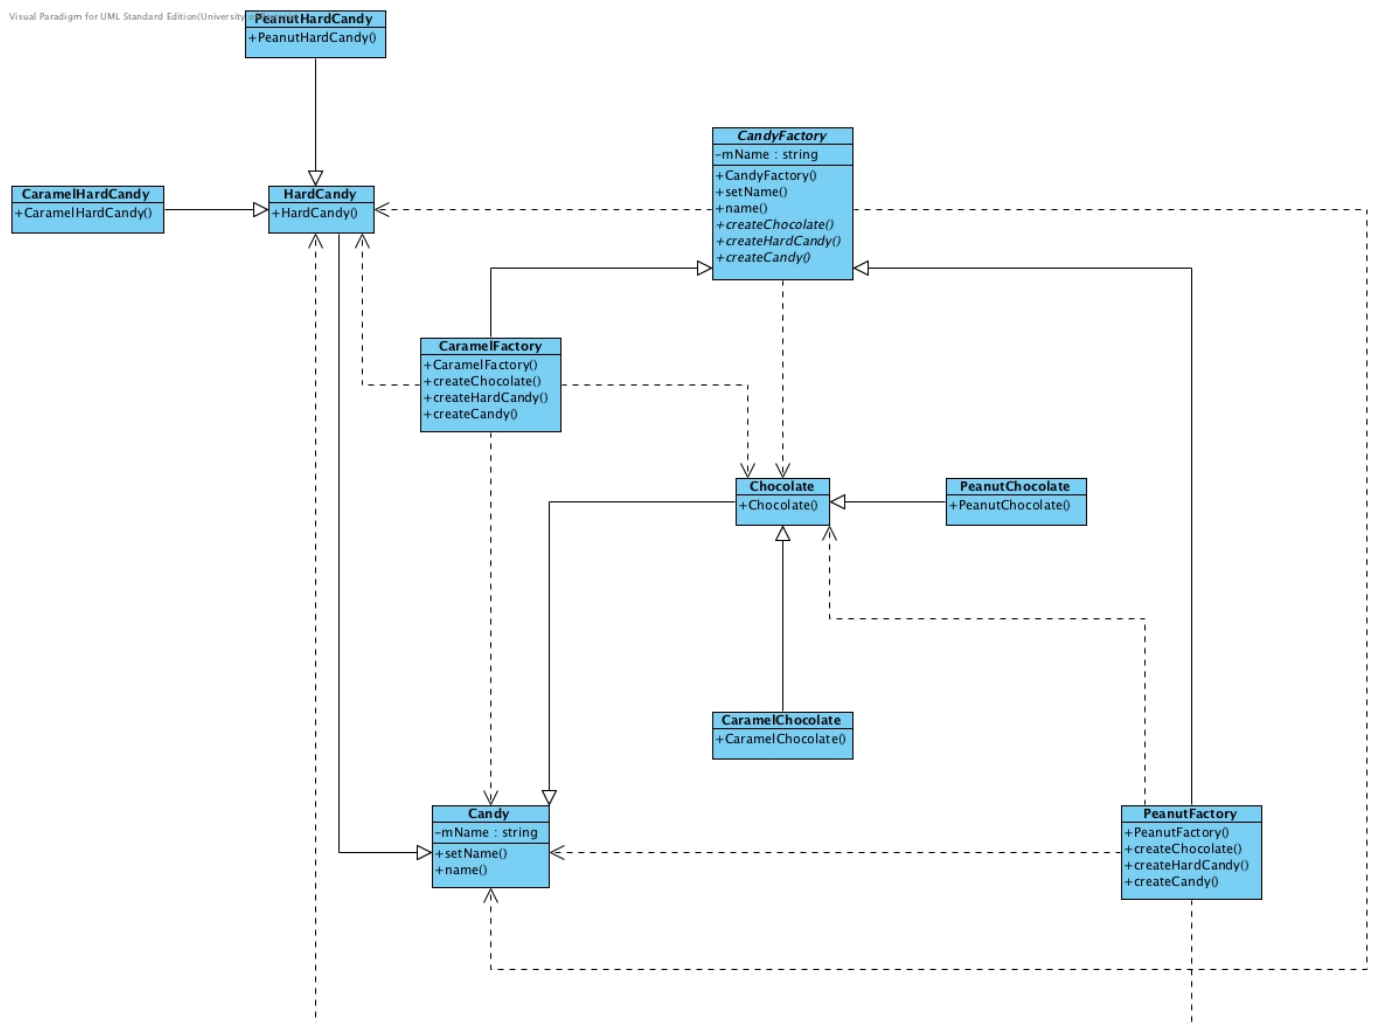 Visual Paradigm for UML Standard Edition(University
PeanutHardCandy
+PeanutHardCandy()
CandyFactory
-mName : string
+CandyFactory()
+setName()
+name()
+createChocolate()
+createHardCandy()
+createCandy()
CaramelHardCandy
+CaramelHardCandy()
HardCandy
+HardCandy()
CaramelFactory
+CaramelFactory()
+createChocolate()
+createHardCandy()
+createCandy()
Chocolate
+Chocolate()
PeanutChocolate
+PeanutChocolate()
CaramelChocolate
+CaramelChocolate()
Candy
-mName : string
+setName()
+name()
PeanutFactory
+PeanutFactory()
+createChocolate()
+createHardCandy()
+createCandy()